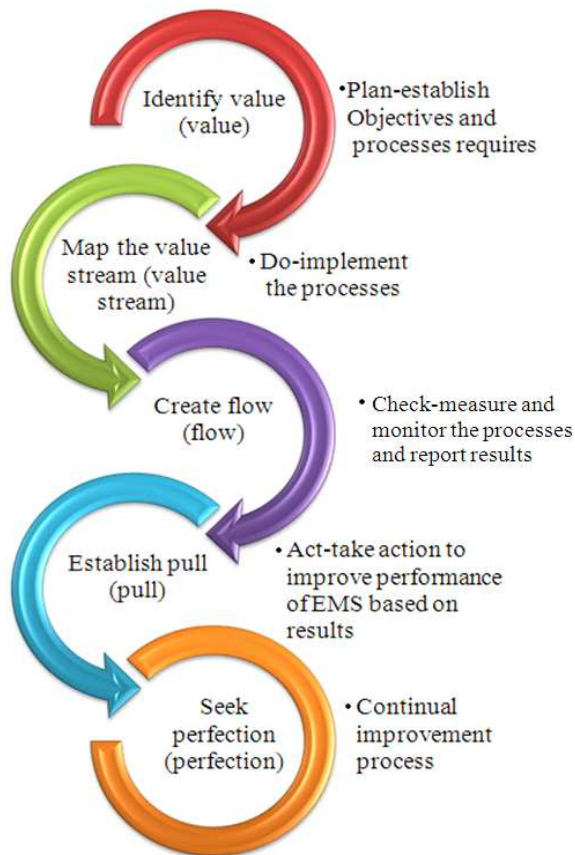 Identify value
(value)
• Plan-establish
Objectives and
processes requires
Map the value
stream (value
stream)
• Do-implement
the processes
Create flow
(flow)
• Check-measure and
monitor the processes
and report results
Establish pull
(pull)
• Act-take action to
improve performance
of EMS based on
results
Seek
perfection
(perfection)
• Continual
improvement
process